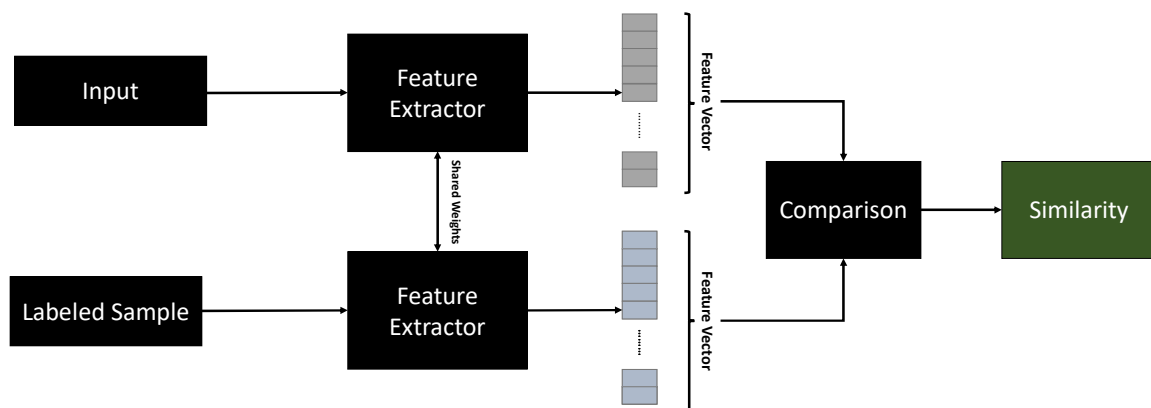 Input
Feature
Extractor
Feature Vector
Shared Weights
Comparison
Similarity
Labeled Sample
Feature
Extractor
Feature Vector